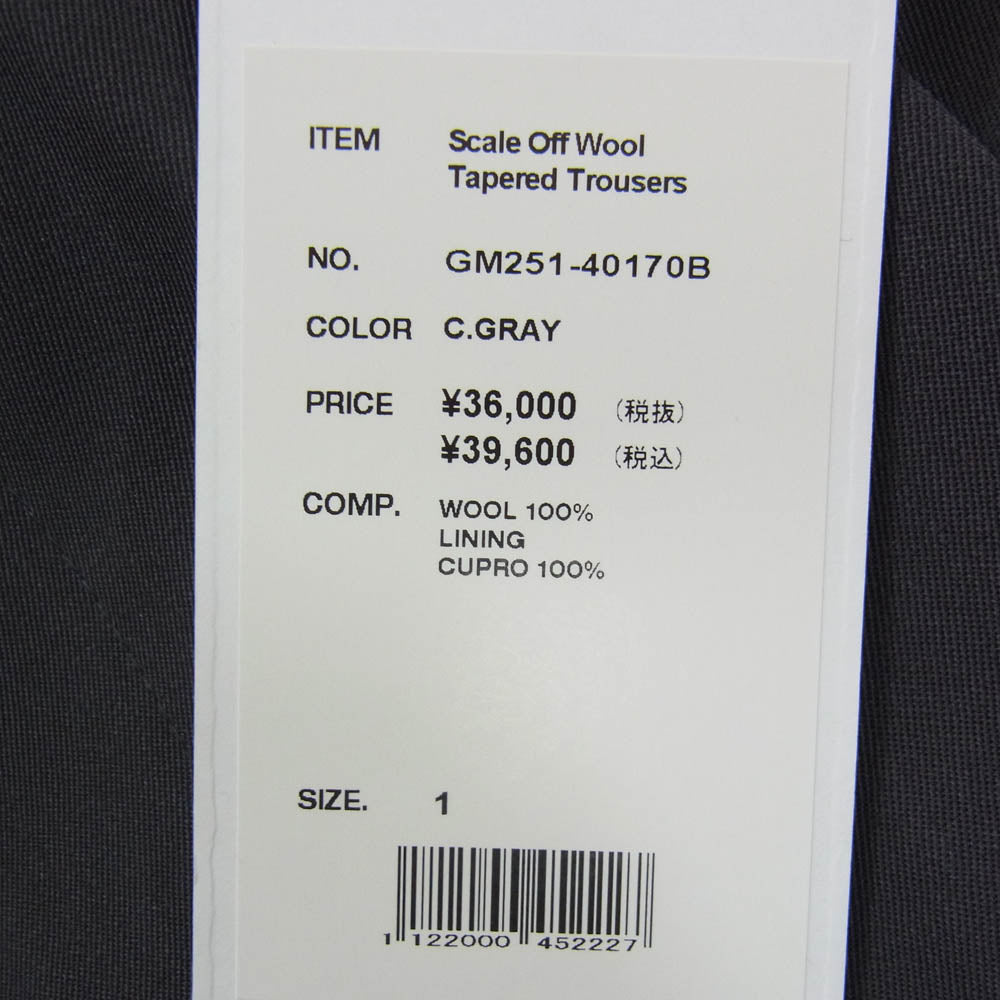 ITEM Scale Off Wool
Tapered Trousers
NO. GM251-40170B
COLOR C.GRAY
PRICE ¥36,000 (税抜)
¥39,600 (税込)
COMP. WOOL 100%
LINING
CUPRO 100%
SIZE. 1
1 122000 452227